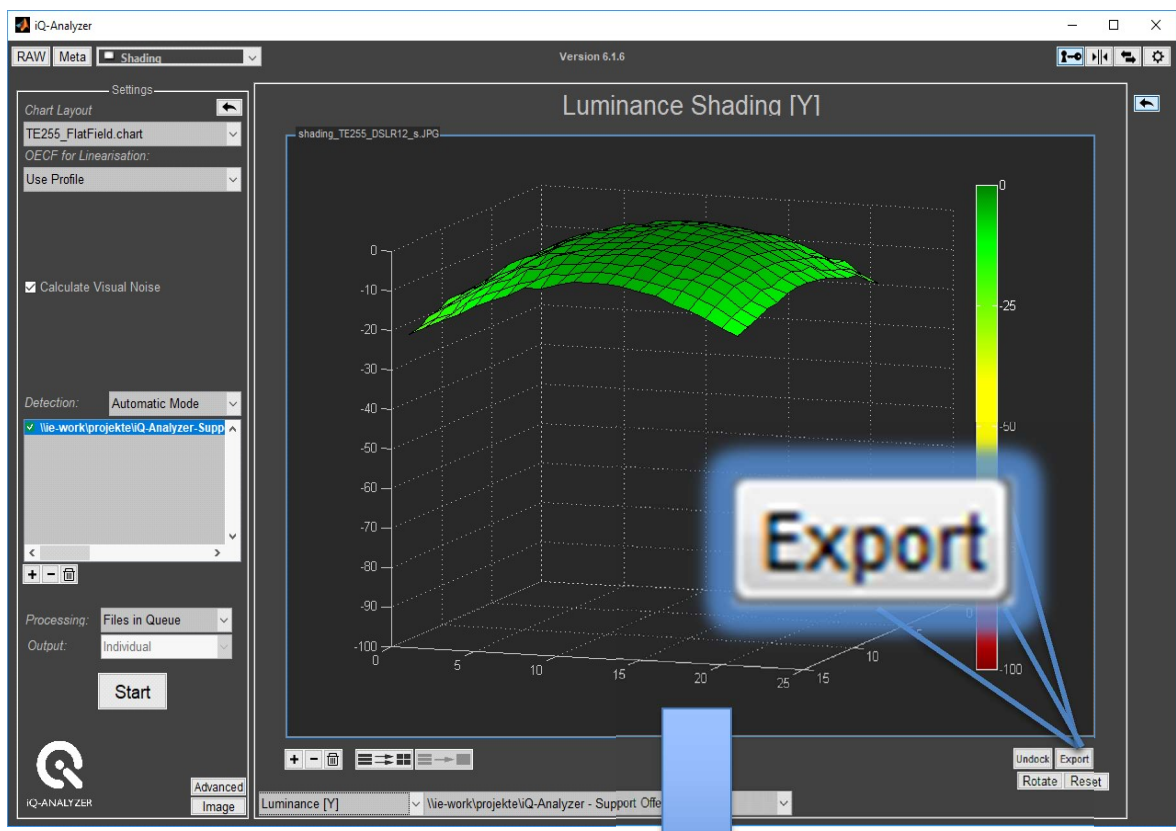 iQ-Analyzer
RAW Meta Shading Version 6.1.6
Settings
Chart Layout
TE255_FlatField.chart
OECF for Linearisation:
Use Profile
Calculate Visual Noise
Detection: Automatic Mode
\\ie-work\projekte\iQ-Analyzer-Supp
Processing: Files in Queue
Output: Individual
Start
iQ-ANALYZER
Advanced
Image
Luminance Shading [Y]
shading_TE255_DSLR12_s.JPG
0
-10
-20
-30
-40
-50
-60
-70
-80
-90
-100
0 5 10 15 20 25 15 10 0
0
-25
-50
-100
Export
Undock Export
Rotate Reset
Luminance [Y] \\ie-work\projekte\iQ-Analyzer - Support Offe